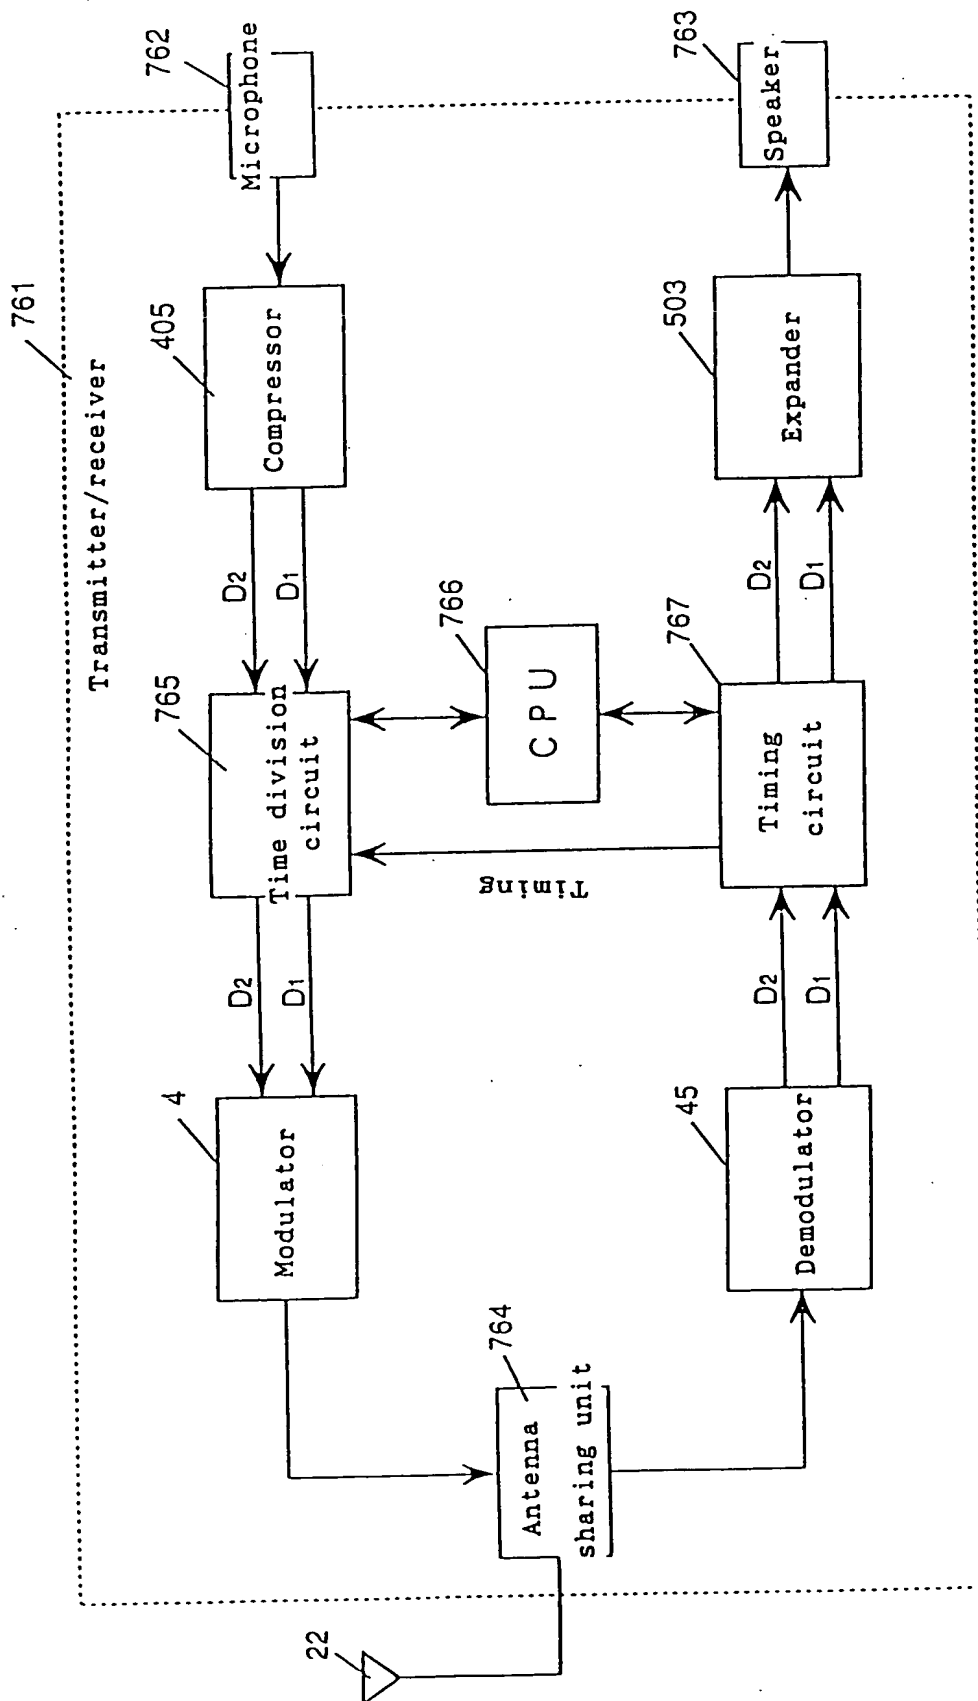 761
Transmitter/receiver
22
764
Antenna
sharing unit
4
Modulator
D2
D1
765
Time division
circuit
D2
D1
405
Compressor
762
Microphone
Timing
766
CPU
45
Demodulator
D2
D1
767
Timing
circuit
D2
D1
503
Expander
763
Speaker